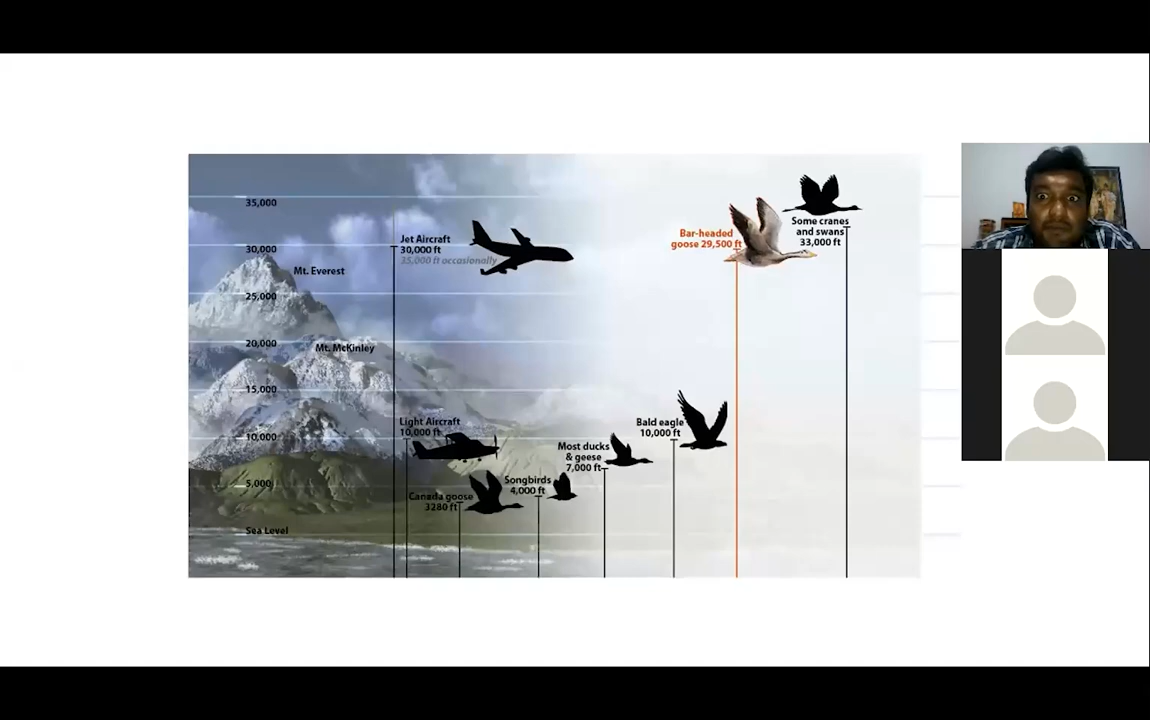 35,000
30,000
25,000
20,000
15,000
10,000
5,000
Sea Level
Mt. Everest
Mt. McKinley
Jet Aircraft
30,000 ft
35,000 ft occasionally
Light Aircraft
10,000 ft
Canada goose
3280 ft
Songbirds
4,000 ft
Most ducks
& geese
7,000 ft
Bald eagle
10,000 ft
Bar-headed
goose 29,500 ft
Some cranes
and swans
33,000 ft